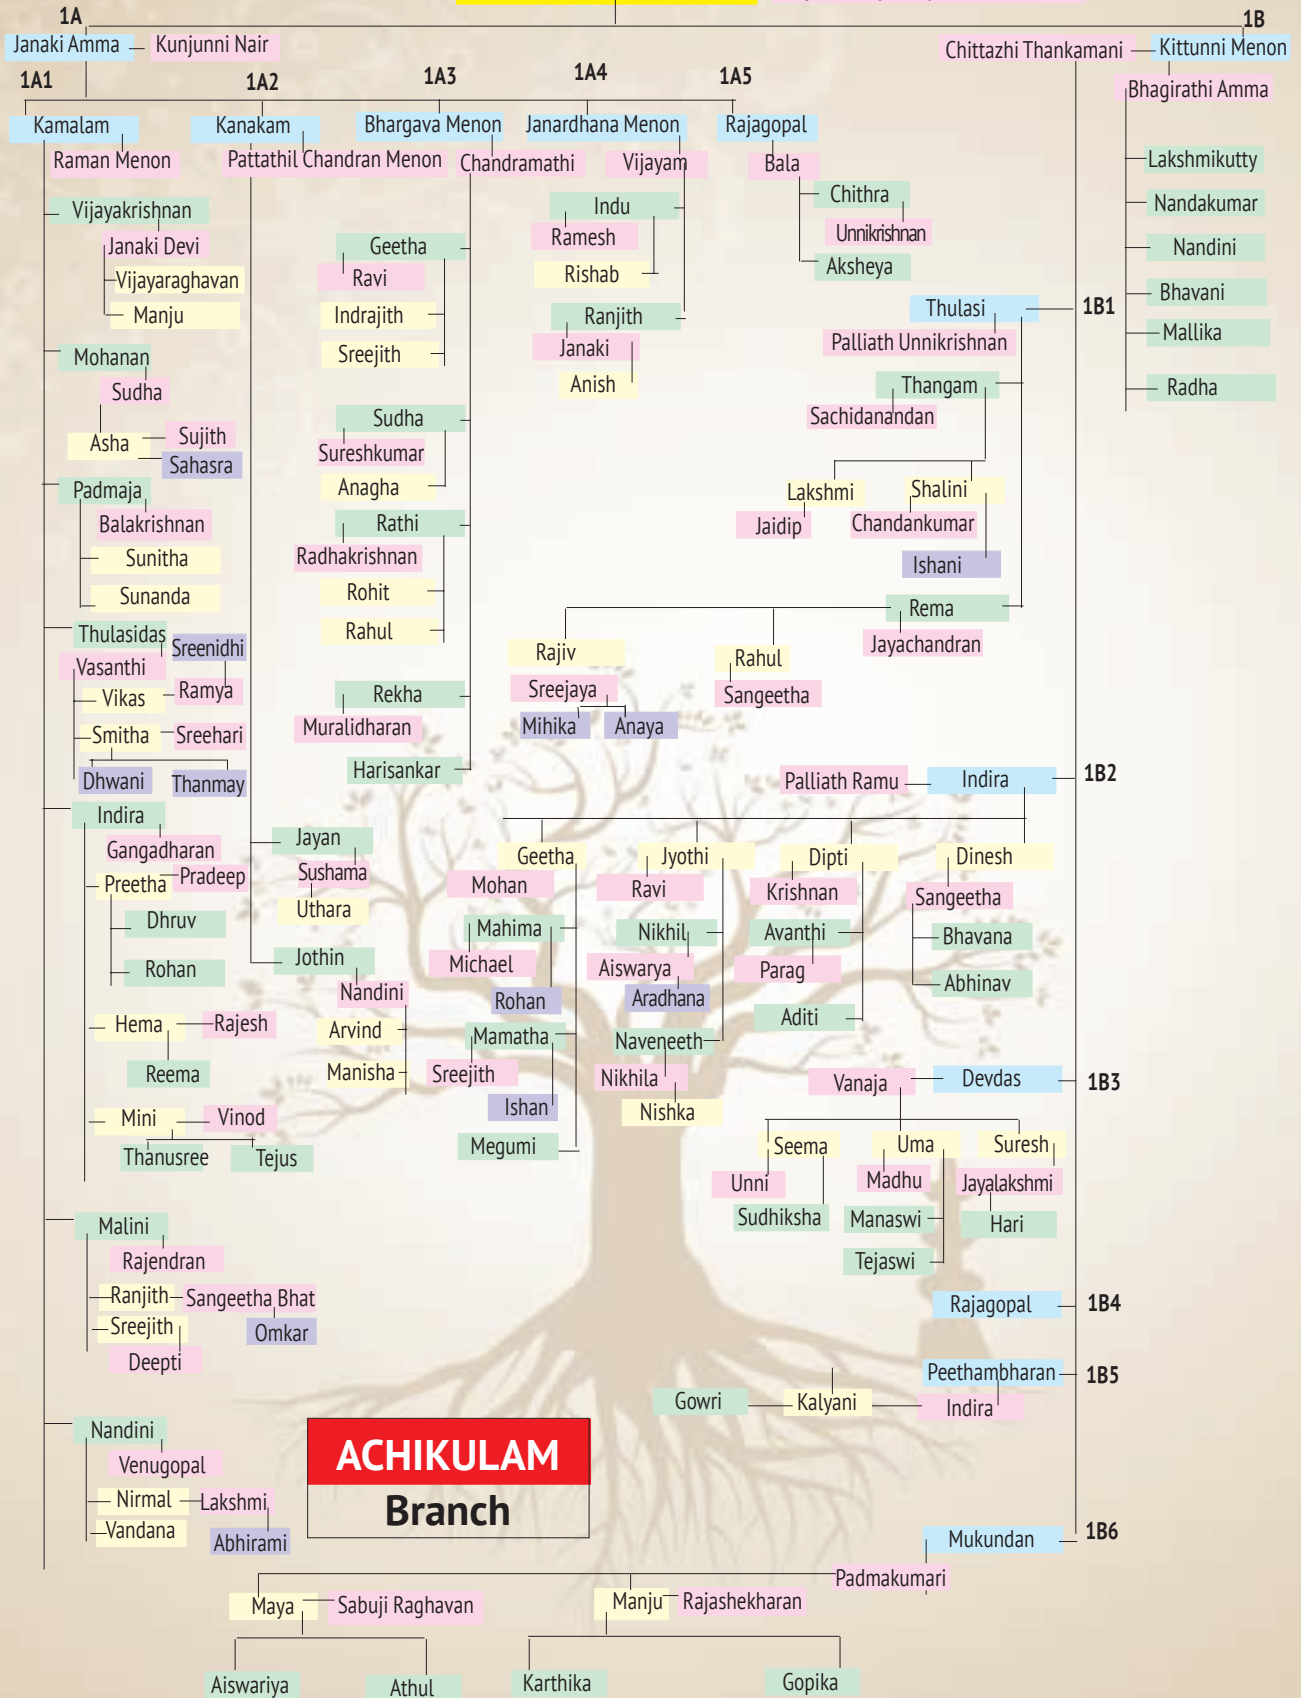 1A
1B
Janaki Amma
Kunjunni Nair
Chittazhi Thankamani
Kittunni Menon
Bhagirathi Amma
Lakshmikutty
Nandakumar
Nandini
Bhavani
Mallika
Radha
1A1
1A2
1A3
1A4
1A5
Kamalam
Raman Menon
Vijayakrishnan
Janaki Devi
Vijayaraghavan
Manju
Mohanan
Sudha
Asha
Sujith
Sahasra
Padmaja
Balakrishnan
Sunitha
Sunanda
Thulasidas
Vasanthi
Sreenidhi
Vikas
Ramya
Smitha
Sreehari
Dhwani
Thanmay
Indira
Gangadharan
Preetha
Pradeep
Dhruv
Rohan
Hema
Rajesh
Reema
Mini
Vinod
Thanusree
Tejus
Malini
Rajendran
Ranjith
Sangeetha Bhat
Omkar
Sreejith
Deepti
Nandini
Venugopal
Nirmal
Lakshmi
Vandana
Abhirami
Kanakam
Pattathil Chandran Menon
Jayan
Sushama
Uthara
Jothin
Nandini
Arvind
Manisha
Bhargava Menon
Chandramathi
Geetha
Ravi
Indrajith
Sreejith
Sudha
Sureshkumar
Anagha
Rathi
Radhakrishnan
Rohit
Rahul
Rekha
Muralidharan
Harisankar
Janardhana Menon
Vijayam
Indu
Ramesh
Rishab
Ranjith
Janaki
Anish
Rajagopal
Bala
Chithra
Unnikrishnan
Aksheya
1B1
Thulasi
Palliath Unnikrishnan
Thangam
Sachidanandan
Lakshmi
Jaidip
Shalini
Chandankumar
Ishani
Rema
Jayachandran
Rajiv
Sreejaya
Mihika
Anaya
Rahul
Sangeetha
1B2
Palliath Ramu
Indira
Geetha
Mohan
Mahima
Michael
Rohan
Mamatha
Sreejith
Ishan
Megumi
Jyothi
Ravi
Nikhil
Aiswarya
Aradhana
Naveneeth
Nikhila
Nishka
Dipti
Krishnan
Avanthi
Parag
Aditi
Dinesh
Sangeetha
Bhavana
Abhinav
1B3
Vanaja
Devdas
Seema
Unni
Sudhiksha
Uma
Madhu
Manaswi
Tejaswi
Suresh
Jayalakshmi
Hari
1B4
Rajagopal
1B5
Peethambharan
Indira
Kalyani
Gowri
1B6
Mukundan
Padmakumari
Maya
Sabuji Raghavan
Aiswariya
Athul
Manju
Rajashekharan
Karthika
Gopika
ACHIKULAM
Branch